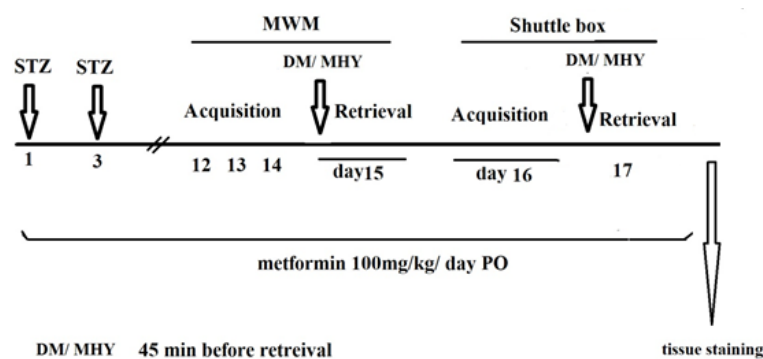 MWM
Shuttle box
STZ STZ DM/ MHY DM/ MHY
Acquisition Retrieval Acquisition Retrieval
1 3 12 13 14 day15 day 16 17
metformin 100mg/kg/ day PO
DM/ MHY 45 min before retreival
tissue staining